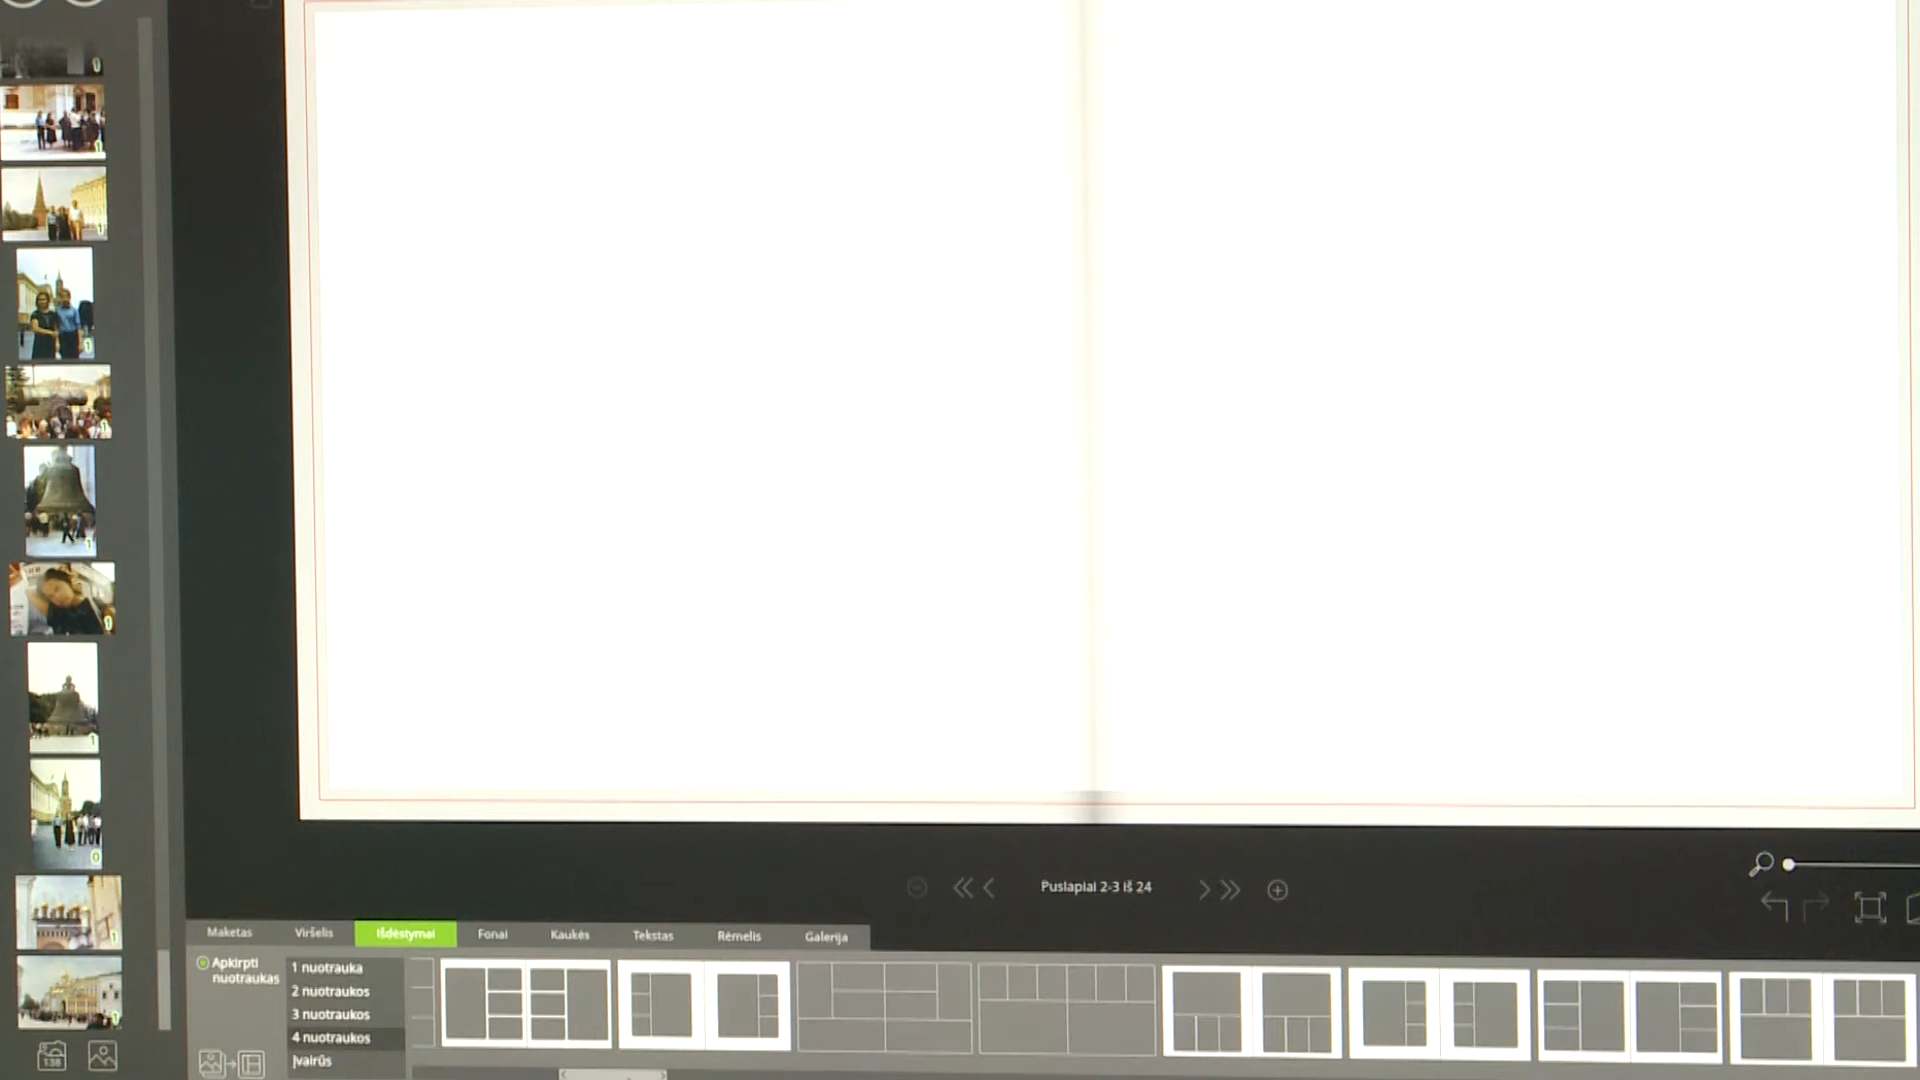 Puslapiai 2-3 iš 24
Maketas
Viršelis
Išdėstymai
Fonai
Kaukės
Tekstas
Rėmelis
Galerija
Apkirpti
nuotraukas
1 nuotrauka
2 nuotraukos
3 nuotraukos
4 nuotraukos
Įvairūs
138